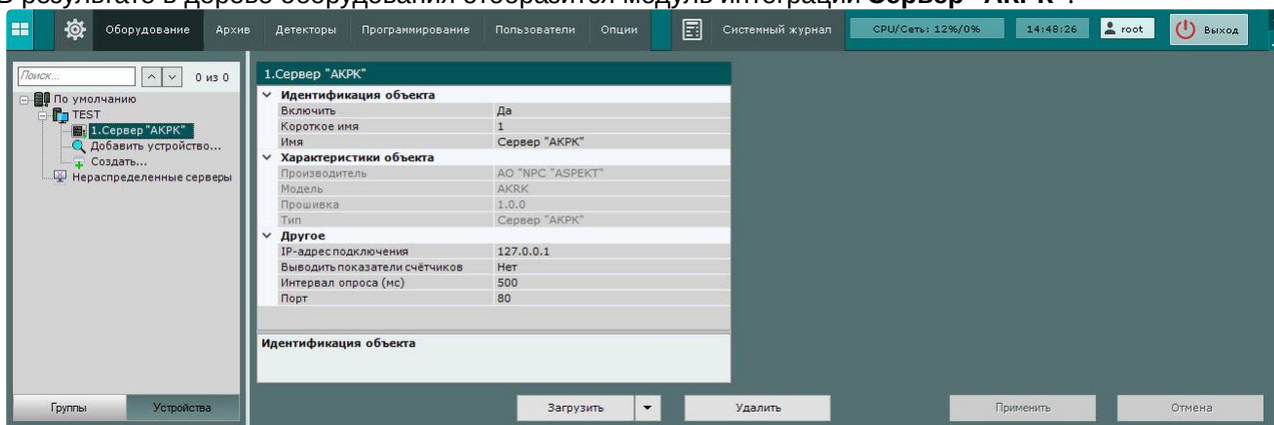 В результате в дерево оборудования отобразится модуль интеграции Сервер "АКРК".
Оборудование Архив Детекторы Программирование Пользователи Опции Системный журнал CPU/Сеть: 12%/0% 14:48:26 root Выход
Поиск... 0 из 0
По умолчанию
TEST
1.Сервер "АКРК"
Добавить устройство...
Создать...
Нераспределенные серверы
Группы Устройства
1.Сервер "АКРК"
Идентификация объекта
Включить Да
Короткое имя 1
Имя Сервер "АКРК"
Характеристики объекта
Производитель AO "NPC "ASPEKT"
Модель AKRK
Прошивка 1.0.0
Тип Сервер "АКРК"
Другое
IP-адрес подключения 127.0.0.1
Выводить показатели счётчиков Нет
Интервал опроса (мс) 500
Порт 80
Идентификация объекта
Загрузить Удалить Применить Отмена